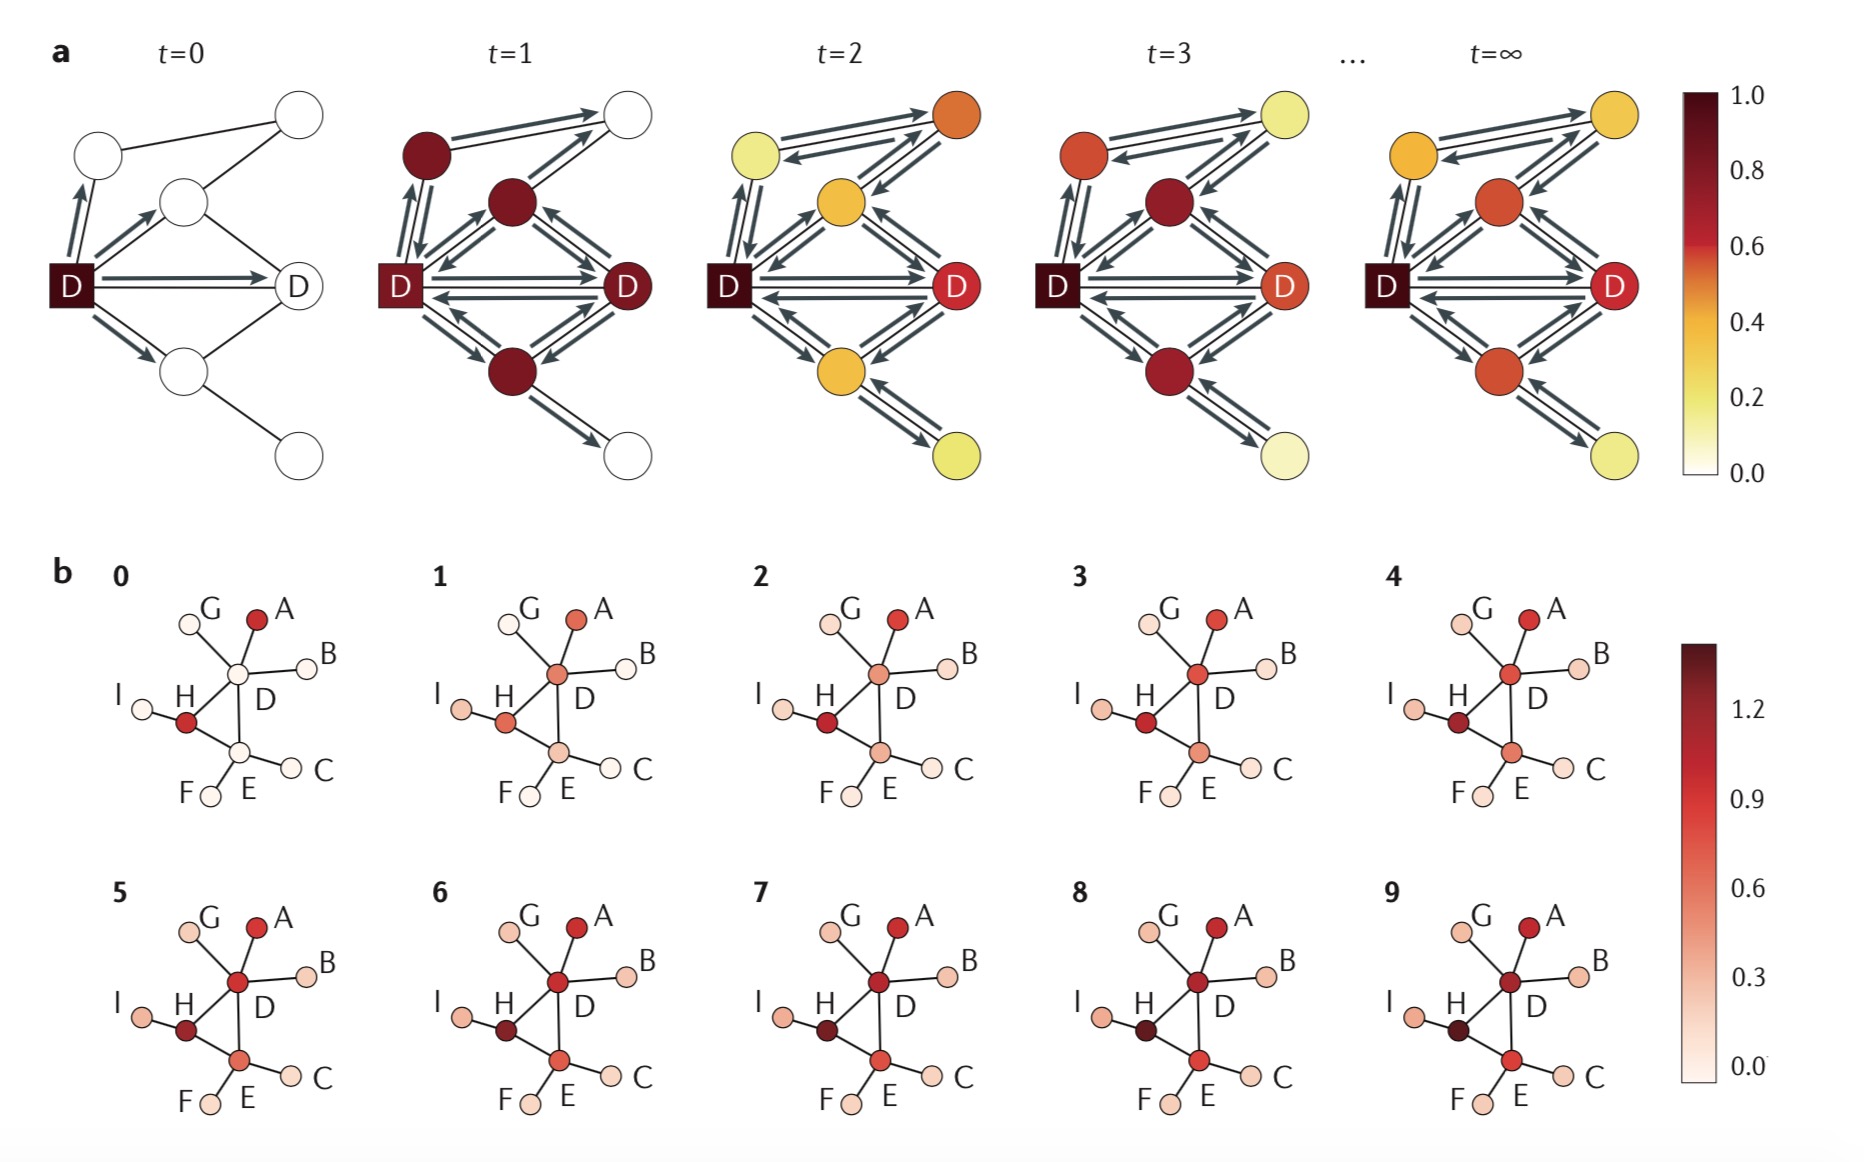 a t=0 t=1 t=2 t=3 ... t=∞
1.0
0.8
D D D D D D D D D D
0.6
0.4
0.2
0.0
b 0 1 2 3 4
G A G A G A G A G A
B B B B B
I H D I H D I H D I H D I H D
1.2
F E C F E C F E C F E C F E C
0.9
5 6 7 8 9
0.6
G A G A G A G A G A
B B B B B
0.3
I H D I H D I H D I H D I H D
0.0
F E C F E C F E C F E C F E C